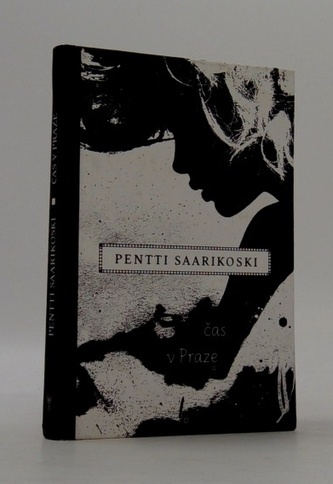 PENTTI SAARIKOSKI
čas
v Praze
PENTTI SAARIKOSKI ČAS V PRAZE